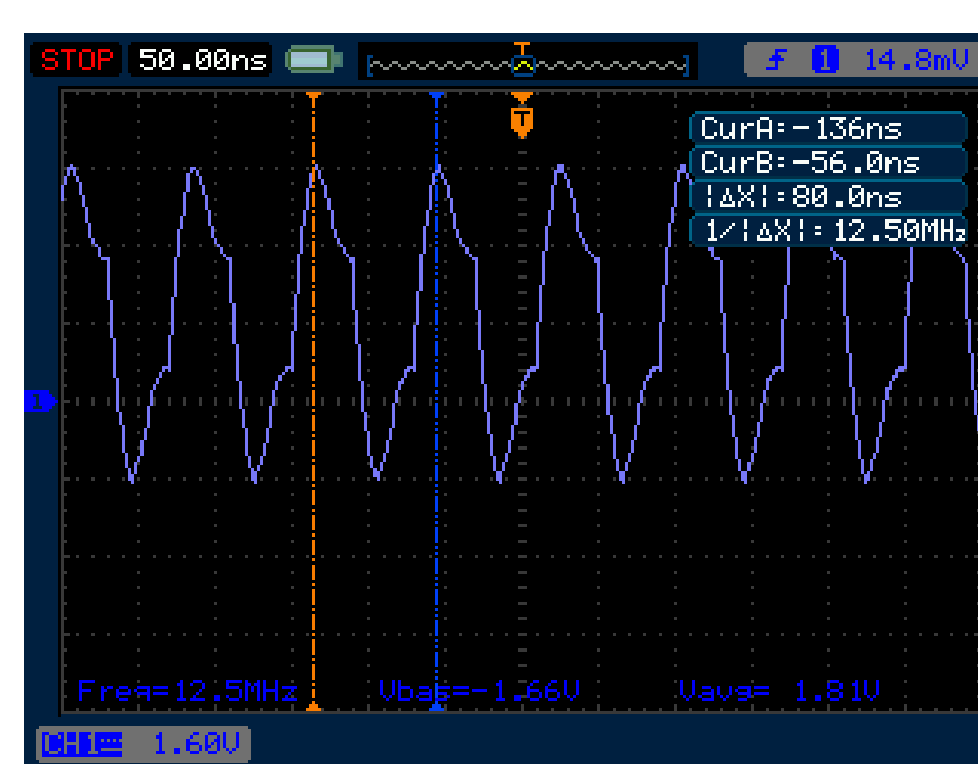 STOP 50.00ns T 1 14.8mV
T
CurA=-136ns
CurB=-56.0ns
|ΔX|=80.0ns
1/|ΔX|=12.50MHz
1
Freq=12.5MHz Vbas=-1.66V Vavg= 1.81V
CH1 1.60V